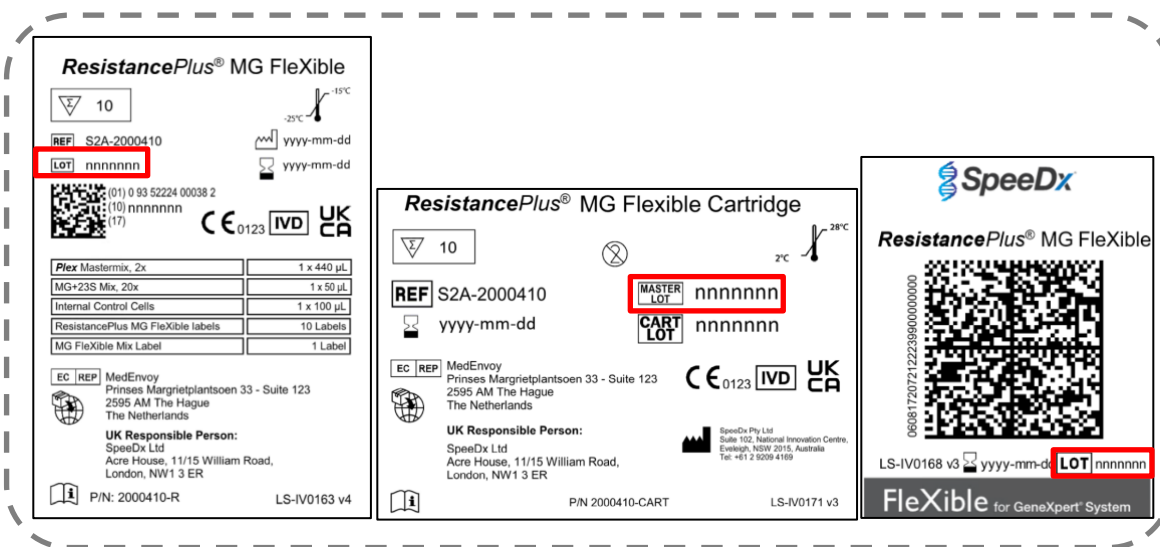 ResistancePlus® MG FleXible
Σ 10
-15°C
-25°C
REF S2A-2000410
yyyy-mm-dd
LOT nnnnnnn
yyyy-mm-dd
(01) 0 93 52224 00038 2
(10) nnnnnnn
(17)
CE 0123 IVD UK CA
Plex Mastermix, 2x 1 x 440 µL
MG+23S Mix, 20x 1 x 50 µL
Internal Control Cells 1 x 100 µL
ResistancePlus MG FleXible labels 10 Labels
MG FleXible Mix Label 1 Label
EC REP MedEnvoy
Prinses Margrietplantsoen 33 - Suite 123
2595 AM The Hague
The Netherlands
UK Responsible Person:
SpeeDx Ltd
Acre House, 11/15 William Road,
London, NW1 3 ER
P/N: 2000410-R LS-IV0163 v4
ResistancePlus® MG Flexible Cartridge
Σ 10
2
28°C
2°C
REF S2A-2000410
MASTER LOT nnnnnnn
yyyy-mm-dd
CART LOT nnnnnnn
EC REP MedEnvoy
Prinses Margrietplantsoen 33 - Suite 123
2595 AM The Hague
The Netherlands
CE 0123 IVD UK CA
UK Responsible Person:
SpeeDx Ltd
Acre House, 11/15 William Road,
London, NW1 3 ER
SpeeDx Pty Ltd
Suite 102, National Innovation Centre,
Eveleigh, NSW 2015, Australia
Tel: +61 2 9209 4169
P/N 2000410-CART LS-IV0171 v3
SpeeDx
ResistancePlus® MG FleXible
LS-IV0168 v3 yyyy-mm-dd LOT nnnnnnn
FleXible for GeneXpert® System